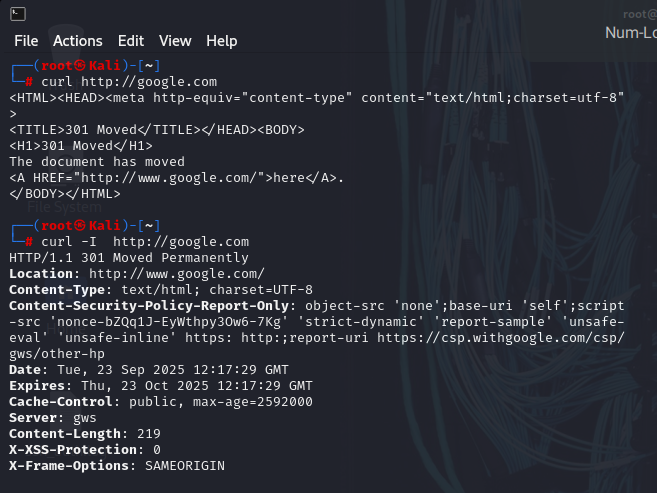 root@
Num-Lo
File Actions Edit View Help
┌──(root㉿Kali)-[~]
└─# curl http://google.com
<HTML><HEAD><meta http-equiv="content-type" content="text/html;charset=utf-8"
>
<TITLE>301 Moved</TITLE></HEAD><BODY>
<H1>301 Moved</H1>
The document has moved
<A HREF="http://www.google.com/">here</A>.
</BODY></HTML>
File System
┌──(root㉿Kali)-[~]
└─# curl -I  http://google.com
HTTP/1.1 301 Moved Permanently
Location: http://www.google.com/
Content-Type: text/html; charset=UTF-8
Content-Security-Policy-Report-Only: object-src 'none';base-uri 'self';script
-src 'nonce-bZQq1J-EyWthpy3Ow6-7Kg' 'strict-dynamic' 'report-sample' 'unsafe-
eval' 'unsafe-inline' https: http:;report-uri https://csp.withgoogle.com/csp/
gws/other-hp
Date: Tue, 23 Sep 2025 12:17:29 GMT
Expires: Thu, 23 Oct 2025 12:17:29 GMT
Cache-Control: public, max-age=2592000
Server: gws
Content-Length: 219
X-XSS-Protection: 0
X-Frame-Options: SAMEORIGIN